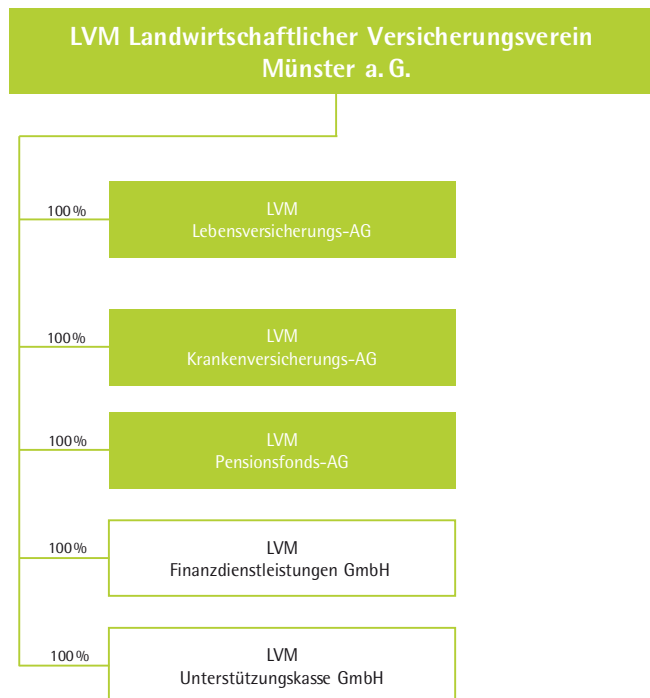 LVM Landwirtschaftlicher Versicherungsverein
Münster a. G.
100%
LVM
Lebensversicherungs-AG
100%
LVM
Krankenversicherungs-AG
100%
LVM
Pensionsfonds-AG
100%
LVM
Finanzdienstleistungen GmbH
100%
LVM
Unterstützungskasse GmbH